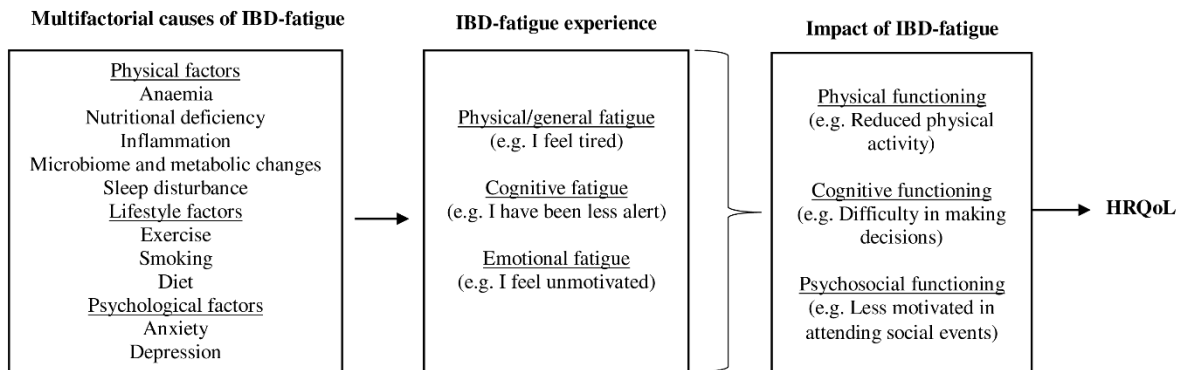 Multifactorial causes of IBD-fatigue
Physical factors
Anaemia
Nutritional deficiency
Inflammation
Microbiome and metabolic changes
Sleep disturbance
Lifestyle factors
Exercise
Smoking
Diet
Psychological factors
Anxiety
Depression
IBD-fatigue experience
Physical/general fatigue
(e.g. I feel tired)
Cognitive fatigue
(e.g. I have been less alert)
Emotional fatigue
(e.g. I feel unmotivated)
Impact of IBD-fatigue
Physical functioning
(e.g. Reduced physical
activity)
Cognitive functioning
(e.g. Difficulty in making
decisions)
Psychosocial functioning
(e.g. Less motivated in
attending social events)
HRQoL